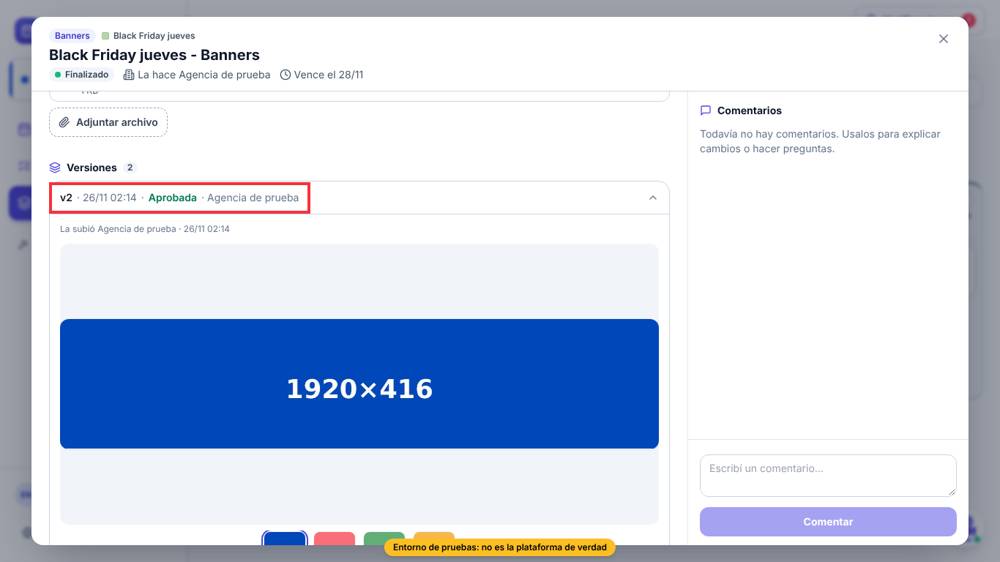 Banners Black Friday jueves
Black Friday jueves - Banners
Finalizado La hace Agencia de prueba Vence el 28/11
Adjuntar archivo
Versiones 2
v2 · 26/11 02:14 · Aprobada · Agencia de prueba
La subió Agencia de prueba · 26/11 02:14
1920×416
Comentarios
Todavía no hay comentarios. Usalos para explicar
cambios o hacer preguntas.
Escribí un comentario...
Comentar
Entorno de pruebas: no es la plataforma de verdad